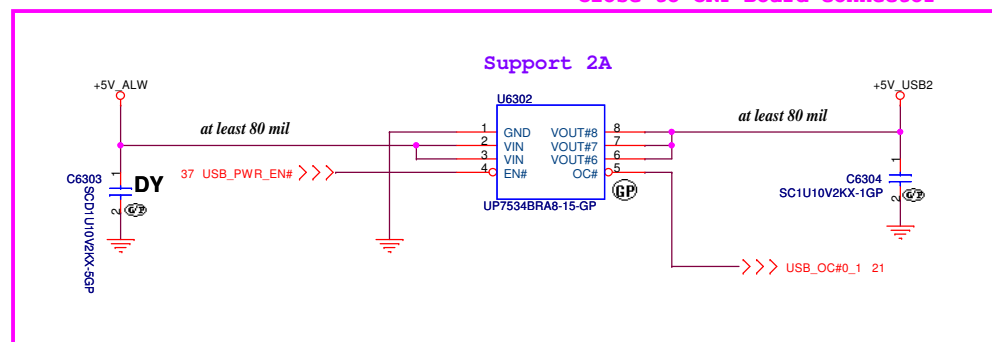 Support 2A
+5V_ALW
+5V_USB2
U6302
at least 80 mil
at least 80 mil
1 GND VOUT#8 8
2 VIN VOUT#7 7
3 VIN VOUT#6 6
4 EN# OC# 5
37 USB_PWR_EN#
UP7534BRA8-15-GP
GP
C6303
1
2
DY
G/P
SCD1U10V2KX-5GP
C6304
SC1U10V2KX-1GP
1
2
G/P
USB_OC#0_1 21